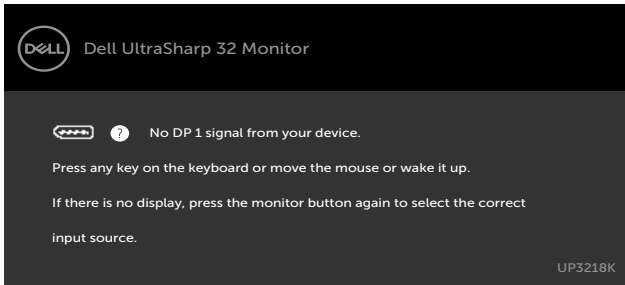 DELL
Dell UltraSharp 32 Monitor
? No DP 1 signal from your device.
Press any key on the keyboard or move the mouse or wake it up.
If there is no display, press the monitor button again to select the correct
input source.
UP3218K